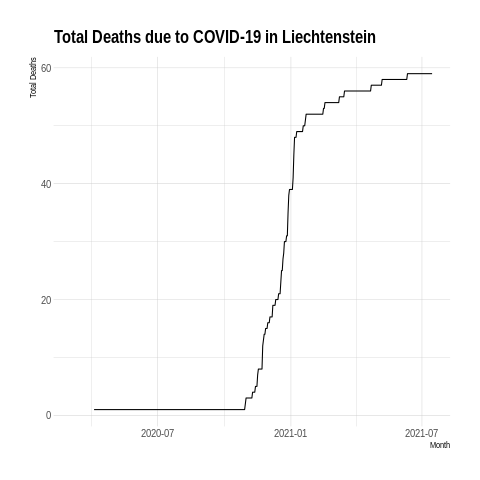 Total Deaths due to COVID-19 in Liechtenstein
Total Deaths
60
40
20
0
2020-07
2021-01
2021-07
Month